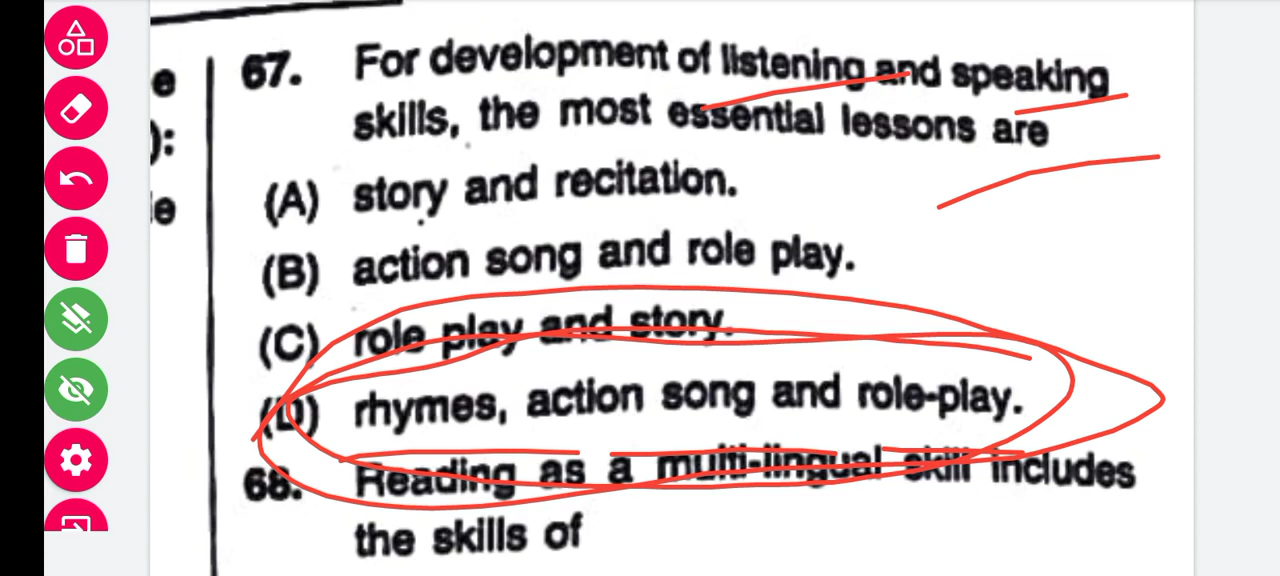 e
):
e
67. For development of listening and speaking
skills, the most essential lessons are
(A) story and recitation.
(B) action song and role play.
(C) role play and story.
(D) rhymes, action song and role-play.
68. Reading as a multi-lingual skill includes
the skills of